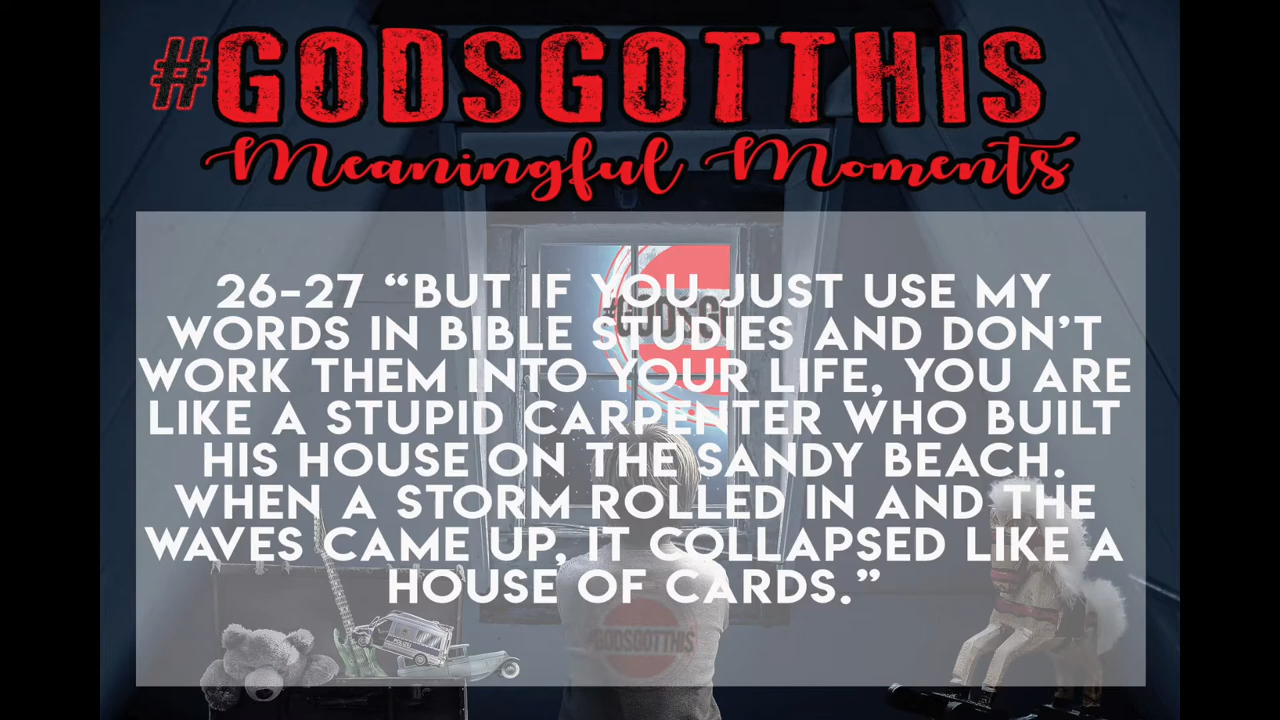 #GODSGOTTHIS
Meaningful Moments
26-27 “BUT IF YOU JUST USE MY
WORDS IN BIBLE STUDIES AND DON’T
WORK THEM INTO YOUR LIFE, YOU ARE
LIKE A STUPID CARPENTER WHO BUILT
HIS HOUSE ON THE SANDY BEACH.
WHEN A STORM ROLLED IN AND THE
WAVES CAME UP, IT COLLAPSED LIKE A
HOUSE OF CARDS.”
#GODSGOTTHIS